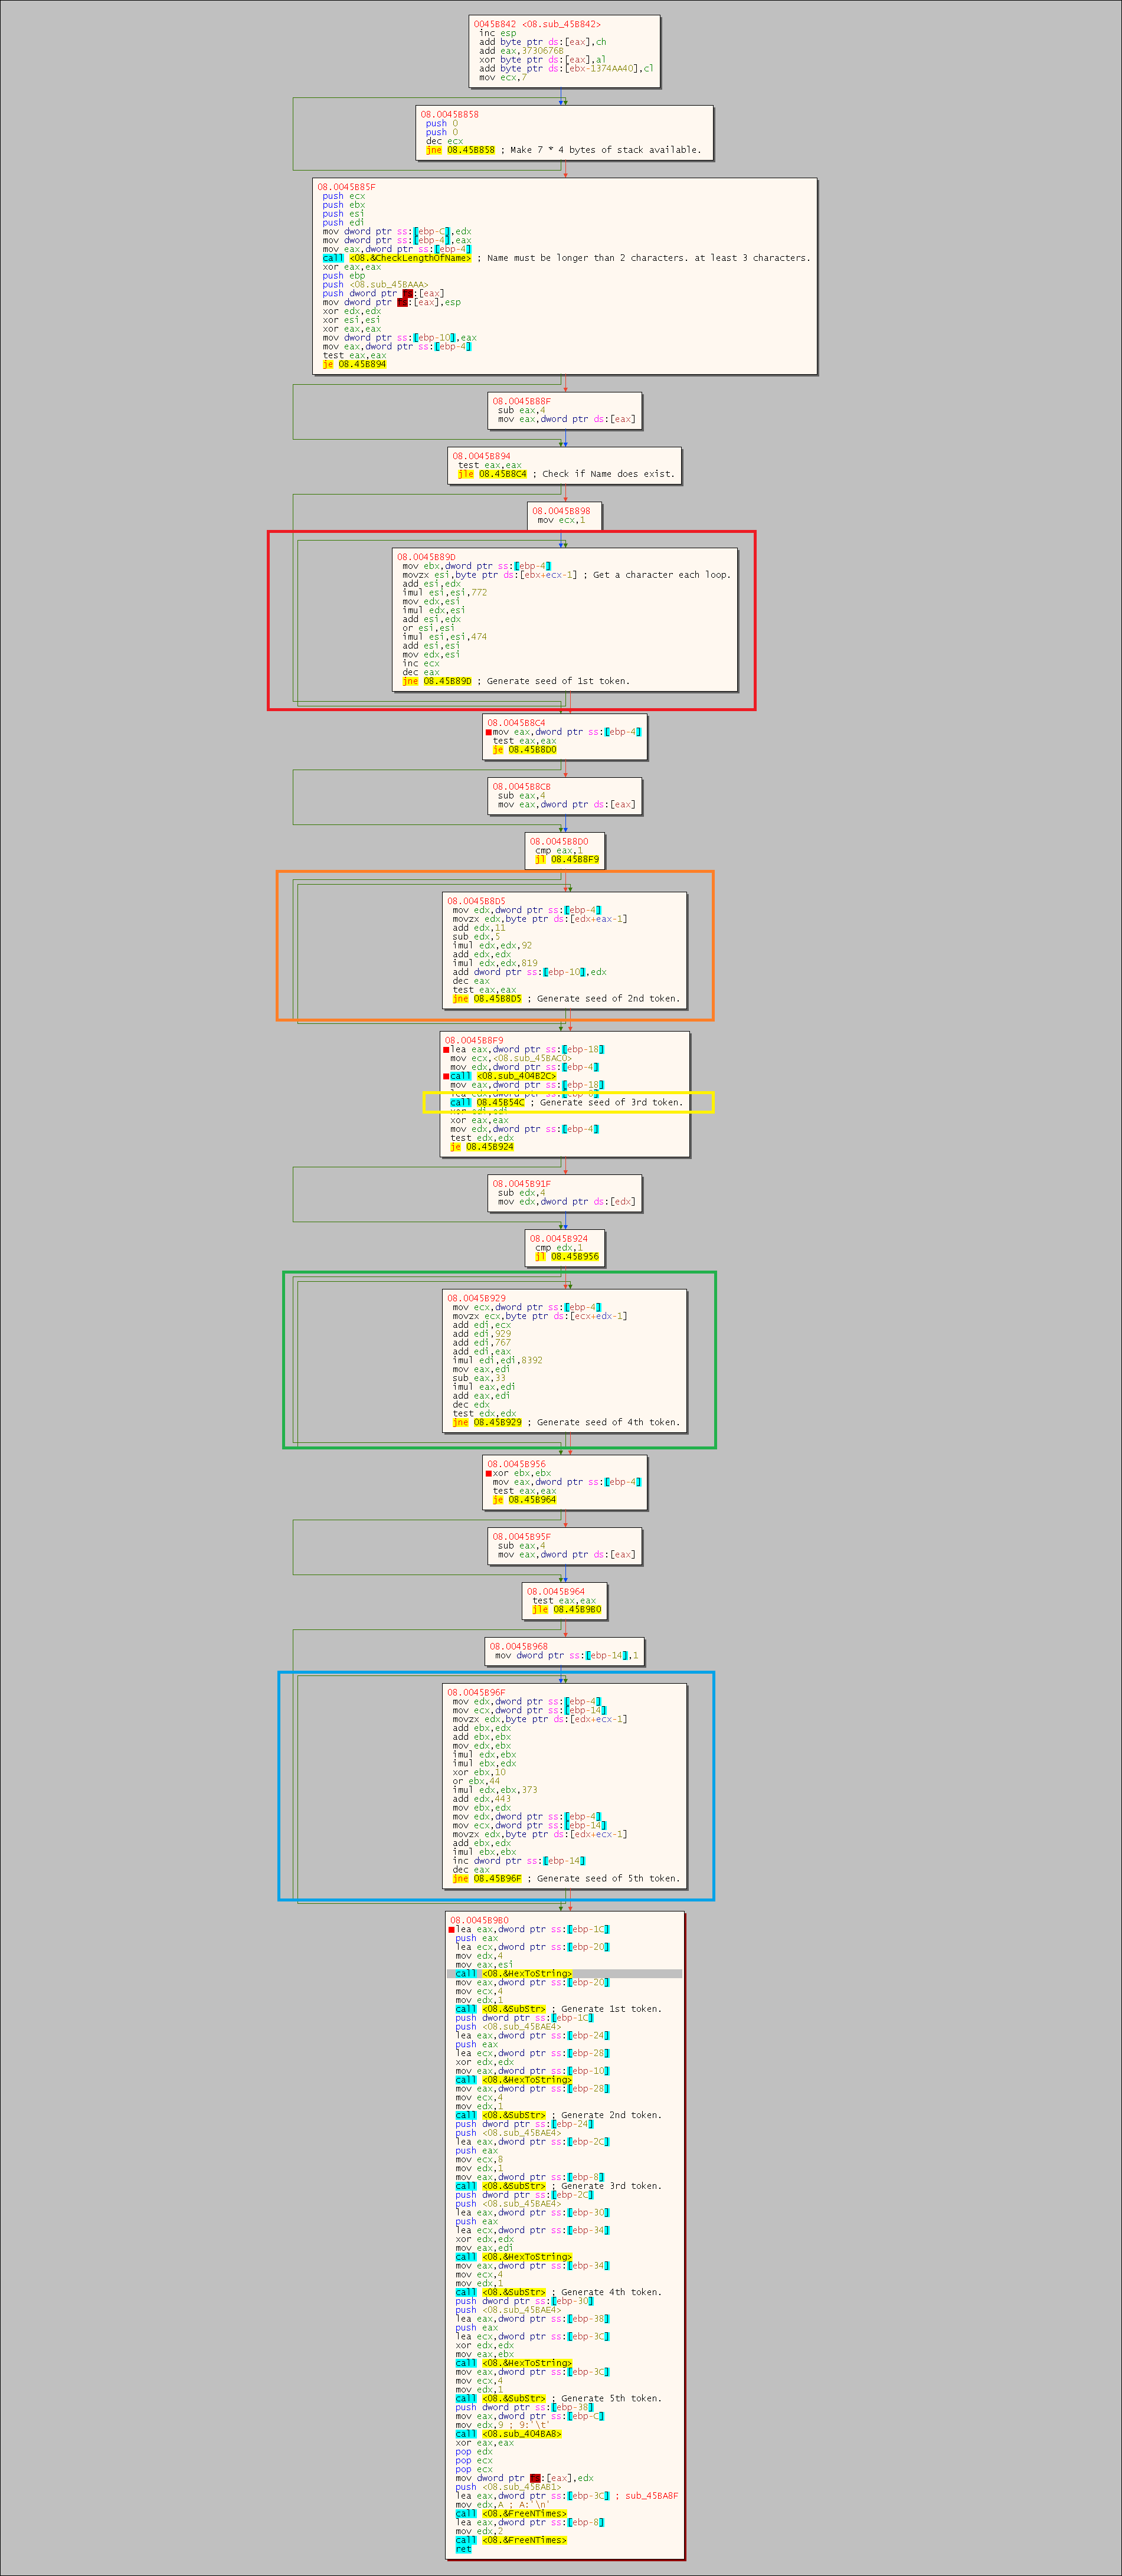 0045B842 <08.sub_45B842>
inc esp
add byte ptr ds:[eax],ch
add eax,3730676B
xor byte ptr ds:[eax],al
add byte ptr ds:[ebx-1374AA40],cl
mov ecx,7
08.0045B858
push 0
push 0
dec ecx
jne 08.45B858 ; Make 7 * 4 bytes of stack available.
08.0045B85F
push ecx
push ebx
push esi
push edi
mov dword ptr ss:[ebp-C],edx
mov dword ptr ss:[ebp-4],eax
mov eax,dword ptr ss:[ebp-4]
call <08.&CheckLengthOfName> ; Name must be longer than 2 characters. at least 3 characters.
xor eax,eax
push ebp
push <08.sub_45BAAA>
push dword ptr fs:[eax]
mov dword ptr fs:[eax],esp
xor edx,edx
xor esi,esi
xor eax,eax
mov dword ptr ss:[ebp-10],eax
mov eax,dword ptr ss:[ebp-4]
test eax,eax
je 08.45B894
08.0045B88F
sub eax,4
mov eax,dword ptr ds:[eax]
08.0045B894
test eax,eax
jle 08.45B8C4 ; Check if Name does exist.
08.0045B898
mov ecx,1
08.0045B89D
mov ebx,dword ptr ss:[ebp-4]
movzx esi,byte ptr ds:[ebx+ecx-1] ; Get a character each loop.
add esi,edx
imul esi,esi,772
mov edx,esi
imul edx,esi
add esi,edx
or esi,esi
imul esi,esi,474
add esi,esi
mov edx,esi
inc ecx
dec eax
jne 08.45B89D ; Generate seed of 1st token.
08.0045B8C4
mov eax,dword ptr ss:[ebp-4]
test eax,eax
je 08.45B8D0
08.0045B8CB
sub eax,4
mov eax,dword ptr ds:[eax]
08.0045B8D0
cmp eax,1
jl 08.45B8F9
08.0045B8D5
mov edx,dword ptr ss:[ebp-4]
movzx edx,byte ptr ds:[edx+eax-1]
add edx,11
sub edx,5
imul edx,edx,92
add edx,edx
imul edx,edx,819
add dword ptr ss:[ebp-10],edx
dec eax
test eax,eax
jne 08.45B8D5 ; Generate seed of 2nd token.
08.0045B8F9
lea eax,dword ptr ss:[ebp-18]
mov ecx,<08.sub_45BAC0>
mov edx,dword ptr ss:[ebp-4]
call <08.sub_404B2C>
mov eax,dword ptr ss:[ebp-18]
lea edx,dword ptr ss:[ebp-8]
call 08.45B54C ; Generate seed of 3rd token.
xor edi,edi
xor eax,eax
mov edx,dword ptr ss:[ebp-4]
test edx,edx
je 08.45B924
08.0045B91F
sub edx,4
mov edx,dword ptr ds:[edx]
08.0045B924
cmp edx,1
jl 08.45B956
08.0045B929
mov ecx,dword ptr ss:[ebp-4]
movzx ecx,byte ptr ds:[ecx+edx-1]
add edi,ecx
add edi,929
add edi,767
add edi,eax
imul edi,edi,8392
mov eax,edi
sub eax,33
imul eax,edi
add eax,edi
dec edx
test edx,edx
jne 08.45B929 ; Generate seed of 4th token.
08.0045B956
xor ebx,ebx
mov eax,dword ptr ss:[ebp-4]
test eax,eax
je 08.45B964
08.0045B95F
sub eax,4
mov eax,dword ptr ds:[eax]
08.0045B964
test eax,eax
jle 08.45B9B0
08.0045B968
mov dword ptr ss:[ebp-14],1
08.0045B96F
mov edx,dword ptr ss:[ebp-4]
mov ecx,dword ptr ss:[ebp-14]
movzx edx,byte ptr ds:[edx+ecx-1]
add ebx,edx
add ebx,ebx
mov edx,ebx
imul edx,ebx
imul ebx,edx
xor ebx,10
or ebx,44
imul edx,ebx,373
add edx,443
mov ebx,edx
mov edx,dword ptr ss:[ebp-4]
mov ecx,dword ptr ss:[ebp-14]
movzx edx,byte ptr ds:[edx+ecx-1]
add ebx,edx
imul ebx,ebx
inc dword ptr ss:[ebp-14]
dec eax
jne 08.45B96F ; Generate seed of 5th token.
08.0045B9B0
lea eax,dword ptr ss:[ebp-1C]
push eax
lea ecx,dword ptr ss:[ebp-20]
mov edx,4
mov eax,esi
call <08.&HexToString>
mov eax,dword ptr ss:[ebp-20]
mov ecx,4
mov edx,1
call <08.&SubStr> ; Generate 1st token.
push dword ptr ss:[ebp-1C]
push <08.sub_45BAE4>
lea eax,dword ptr ss:[ebp-24]
push eax
lea ecx,dword ptr ss:[ebp-28]
xor edx,edx
mov eax,dword ptr ss:[ebp-10]
call <08.&HexToString>
mov eax,dword ptr ss:[ebp-28]
mov ecx,4
mov edx,1
call <08.&SubStr> ; Generate 2nd token.
push dword ptr ss:[ebp-24]
push <08.sub_45BAE4>
lea eax,dword ptr ss:[ebp-2C]
push eax
mov ecx,8
mov edx,1
mov eax,dword ptr ss:[ebp-8]
call <08.&SubStr> ; Generate 3rd token.
push dword ptr ss:[ebp-2C]
push <08.sub_45BAE4>
lea eax,dword ptr ss:[ebp-30]
push eax
lea ecx,dword ptr ss:[ebp-34]
xor edx,edx
mov eax,edi
call <08.&HexToString>
mov eax,dword ptr ss:[ebp-34]
mov ecx,4
mov edx,1
call <08.&SubStr> ; Generate 4th token.
push dword ptr ss:[ebp-30]
push <08.sub_45BAE4>
lea eax,dword ptr ss:[ebp-38]
push eax
lea ecx,dword ptr ss:[ebp-3C]
xor edx,edx
mov eax,ebx
call <08.&HexToString>
mov eax,dword ptr ss:[ebp-3C]
mov ecx,4
mov edx,1
call <08.&SubStr> ; Generate 5th token.
push dword ptr ss:[ebp-38]
mov eax,dword ptr ss:[ebp-C]
mov edx,9 ; 9:'\t'
call <08.sub_404BA8>
xor eax,eax
pop edx
pop ecx
pop ecx
mov dword ptr fs:[eax],edx
push <08.sub_45BAB1>
lea eax,dword ptr ss:[ebp-3C] ; sub_45BA8F
mov edx,A ; A:'\n'
call <08.&FreeNTimes>
lea eax,dword ptr ss:[ebp-8]
mov edx,2
call <08.&FreeNTimes>
ret